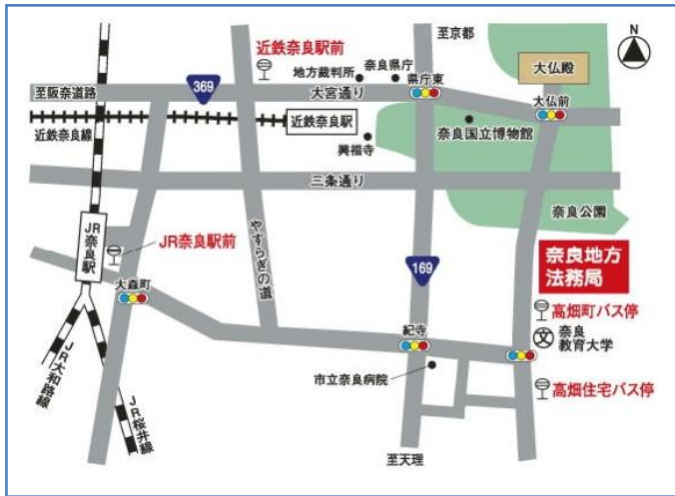 至京都
N
近鉄奈良駅前
奈良県庁
地方裁判所
県庁東
大仏殿
369
至阪奈道路
大宮通り
大仏前
近鉄奈良線
近鉄奈良駅
奈良国立博物館
興福寺
三条通り
奈良公園
JR奈良駅
JR奈良駅前
やすらぎの道
奈良地方
法務局
169
大森町
高畑町バス停
紀寺
文
奈良
教育大学
市立奈良病院
高畑住宅バス停
JR大和路線
JR桜井線
至天理